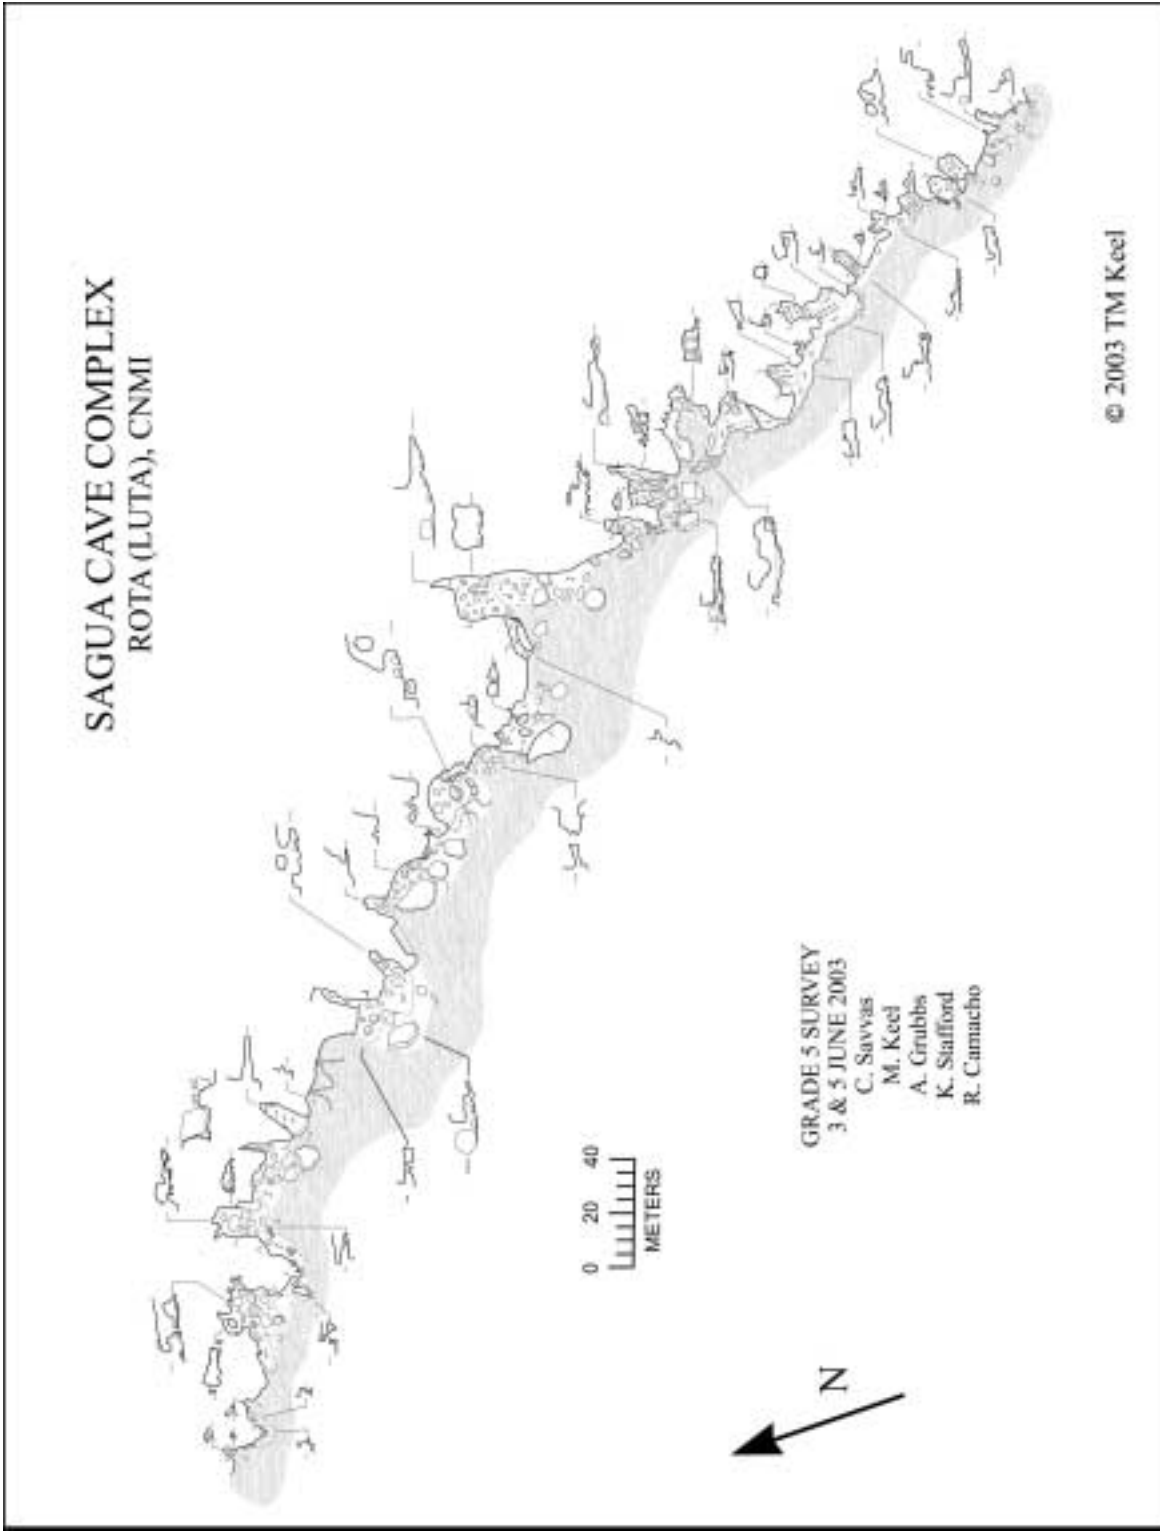 SAGUA CAVE COMPLEX
ROTA (LUTA), CNMI
GRADE 5 SURVEY
3 & 5 JUNE 2003
C. Savvas
M. Keel
A. Grubbs
K. Stafford
R. Camacho
0 20 40
METERS
N
© 2003 TM Keel